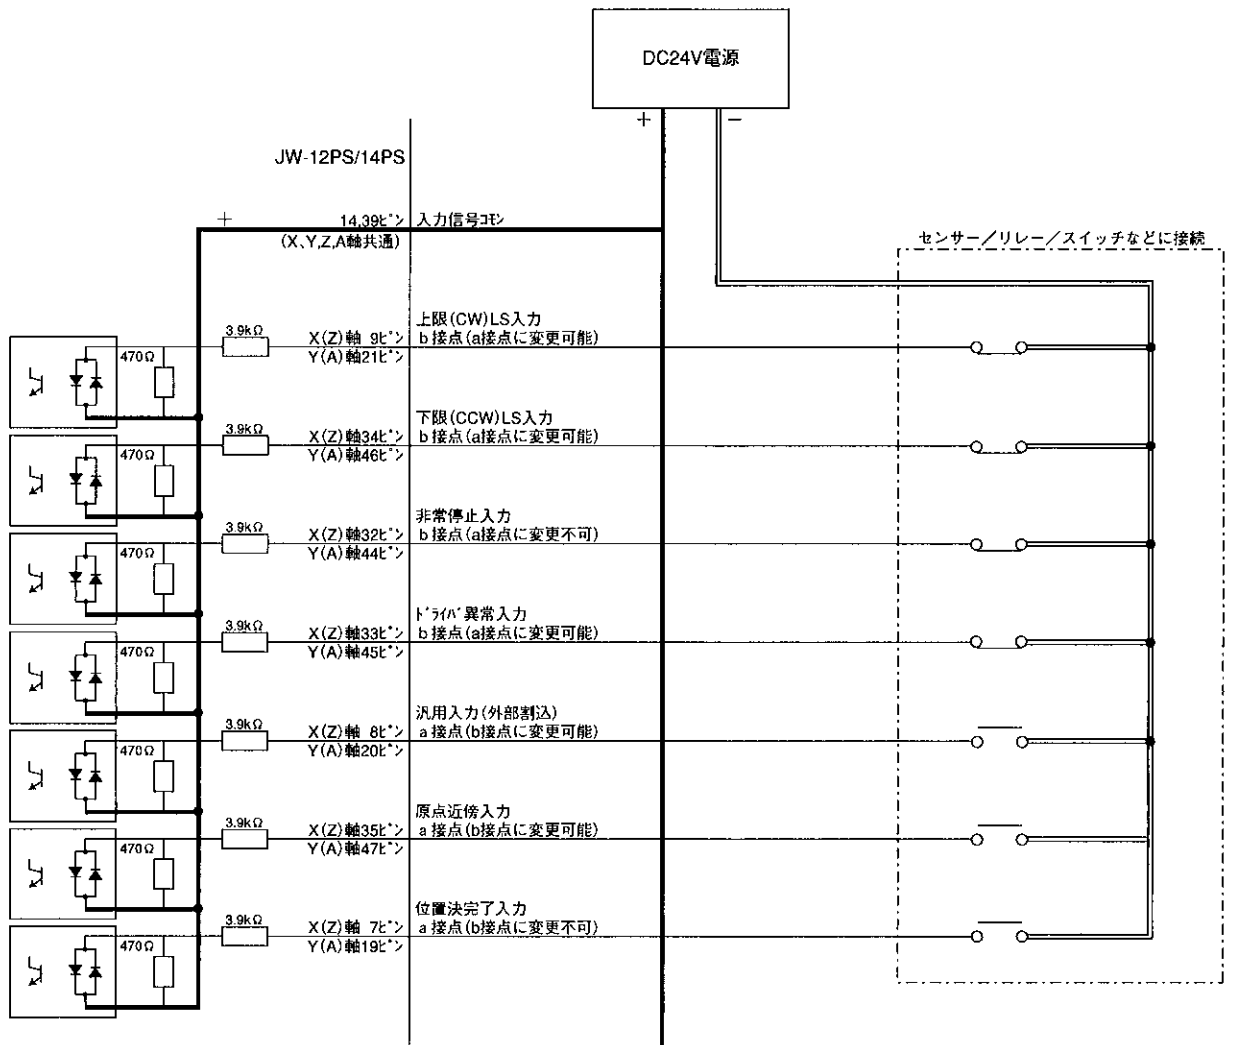 DC24V電源
+
−
JW-12PS/14PS
+
14,39ﾋﾟﾝ 入力信号ｺﾓﾝ
(X、Y,Z,A軸共通)
センサー/リレー/スイッチなどに接続
上限(CW)LS入力
470Ω
3.9kΩ
X(Z)軸 9ﾋﾟﾝ b接点(a接点に変更可能)
Y(A)軸21ﾋﾟﾝ
下限(CCW)LS入力
470Ω
3.9kΩ
X(Z)軸34ﾋﾟﾝ b接点(a接点に変更可能)
Y(A)軸46ﾋﾟﾝ
非常停止入力
470Ω
3.9kΩ
X(Z)軸32ﾋﾟﾝ b接点(a接点に変更不可)
Y(A)軸44ﾋﾟﾝ
ﾄﾞﾗｲﾊﾞ異常入力
470Ω
3.9kΩ
X(Z)軸33ﾋﾟﾝ b接点(a接点に変更可能)
Y(A)軸45ﾋﾟﾝ
汎用入力(外部割込)
470Ω
3.9kΩ
X(Z)軸 8ﾋﾟﾝ a接点(b接点に変更可能)
Y(A)軸20ﾋﾟﾝ
原点近傍入力
470Ω
3.9kΩ
X(Z)軸35ﾋﾟﾝ a接点(b接点に変更可能)
Y(A)軸47ﾋﾟﾝ
位置決完了入力
470Ω
3.9kΩ
X(Z)軸 7ﾋﾟﾝ a接点(b接点に変更不可)
Y(A)軸19ﾋﾟﾝ